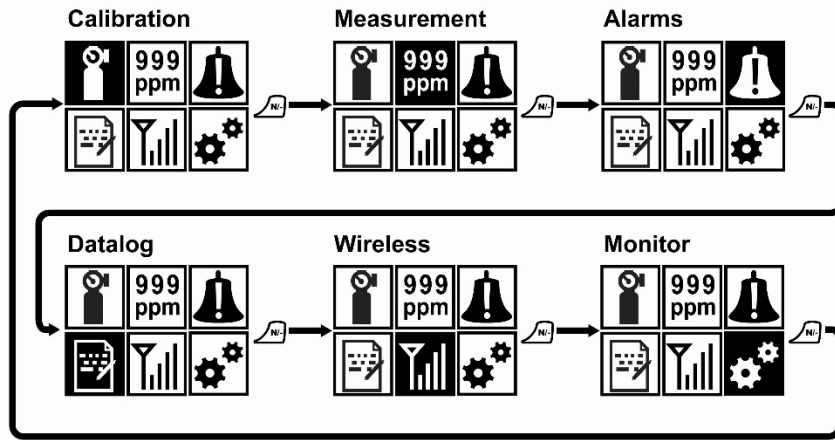 Calibration Measurement Alarms
999 999 999
ppm ppm ppm
N/- N/- N/-
Datalog Wireless Monitor
999 999 999
ppm ppm ppm
N/- N/- N/-